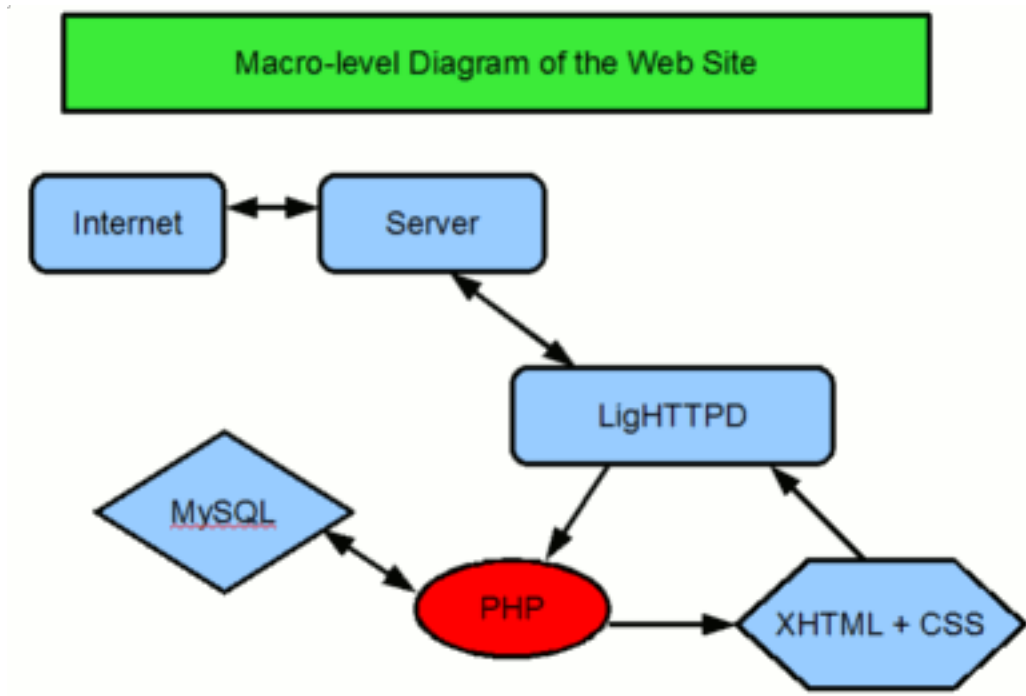 Macro-level Diagram of the Web Site
Internet
Server
LigHTTPD
MySQL
PHP
XHTML + CSS